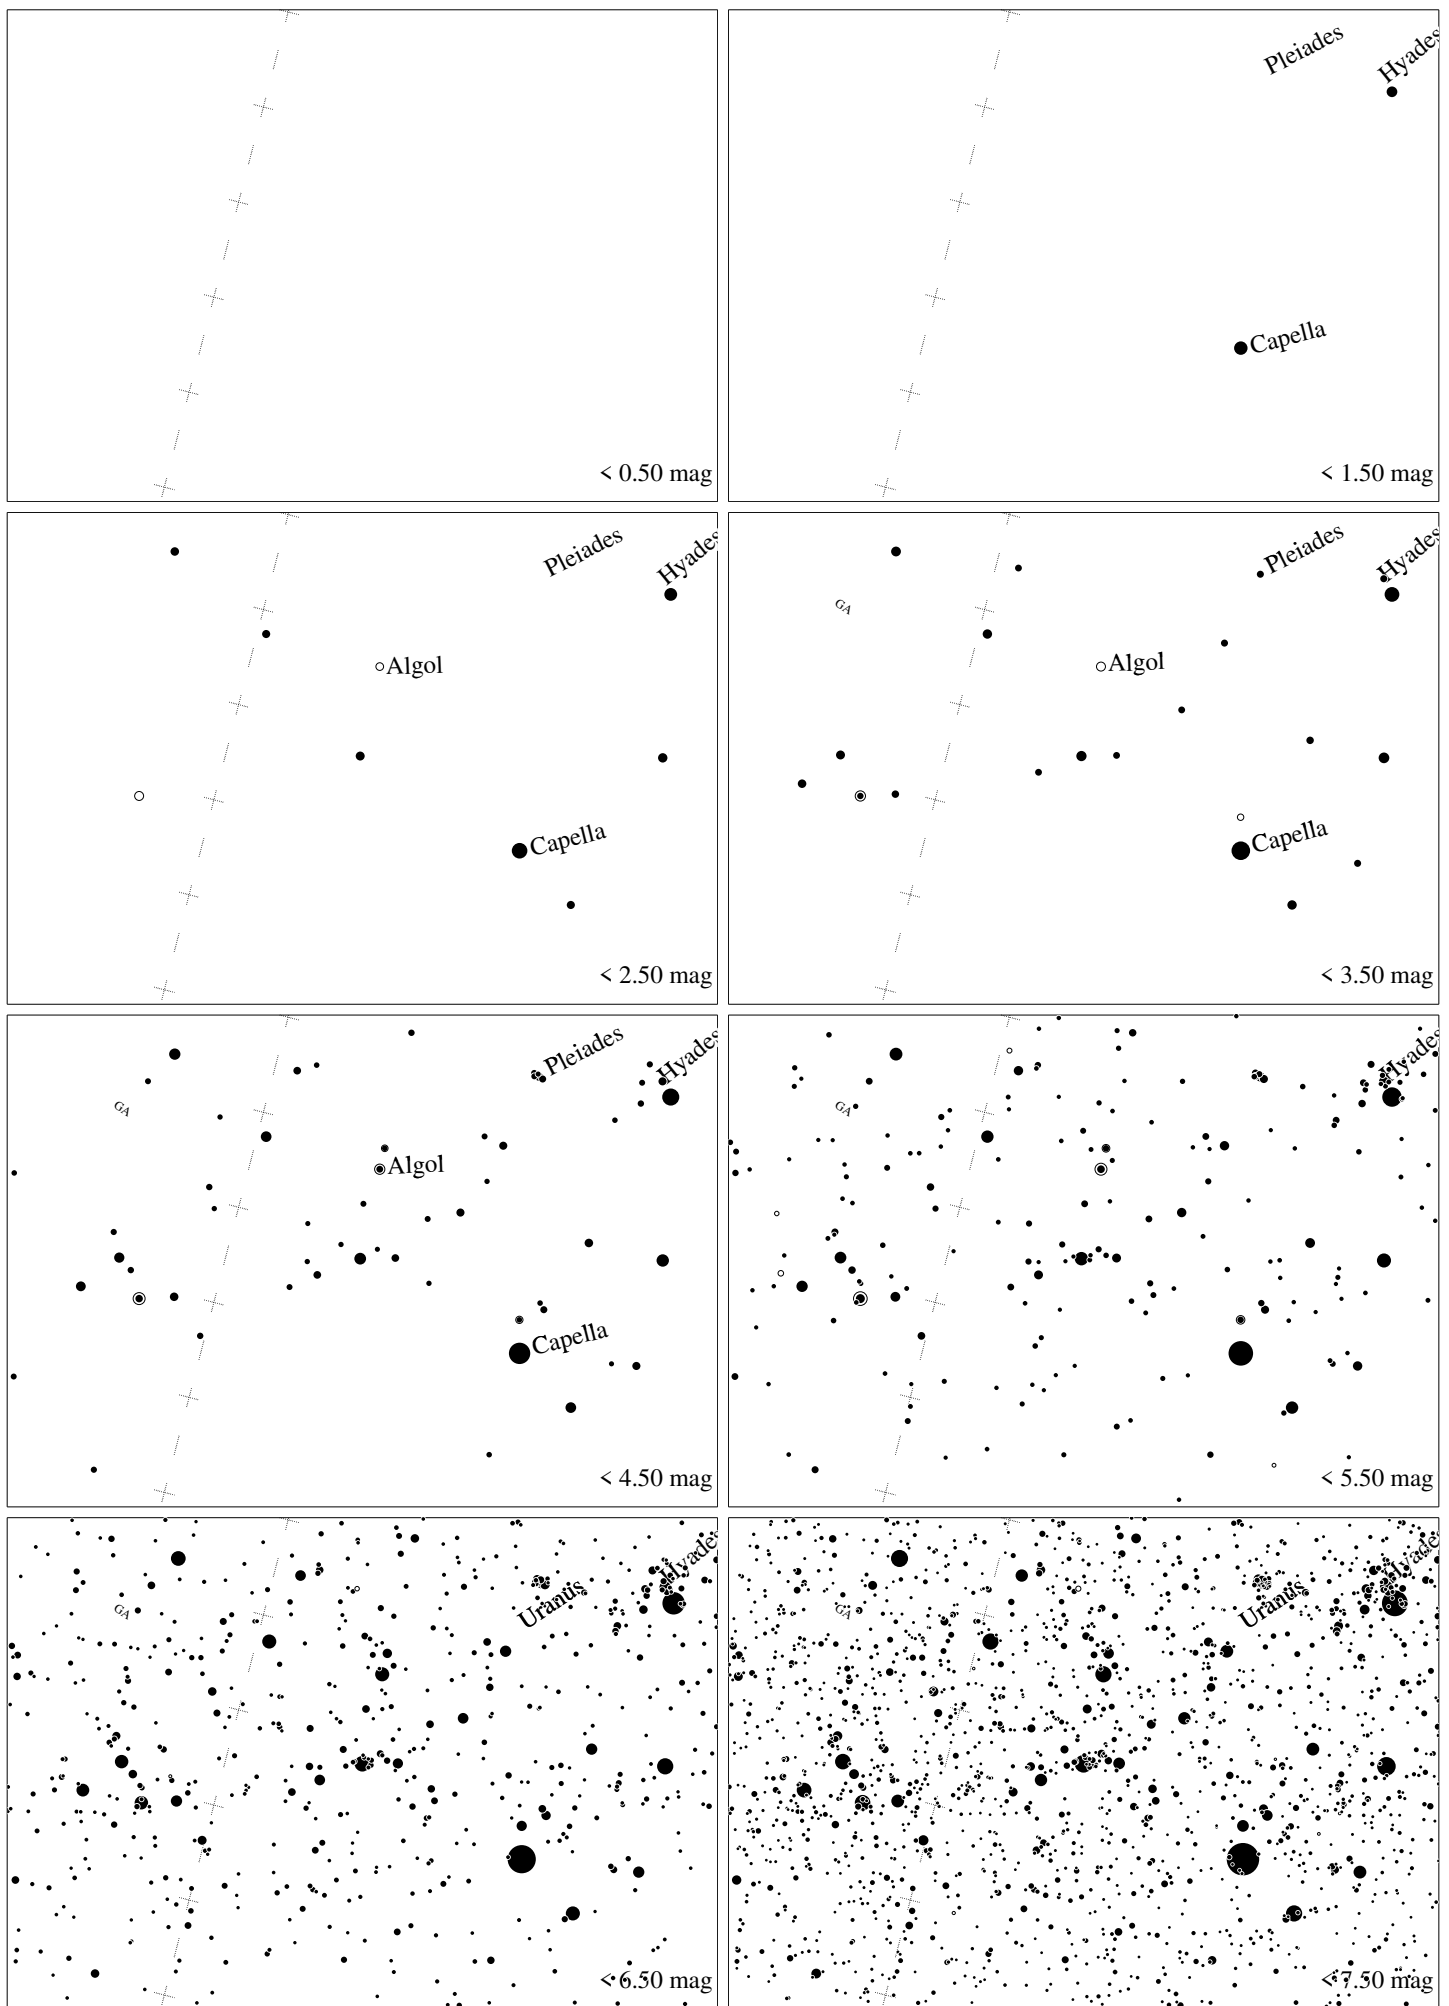 < 0.50 mag
Pleiades
Hyades
Capella
< 1.50 mag
Pleiades
Hyades
Algol
Capella
< 2.50 mag
Pleiades
Hyades
GA
Algol
Capella
< 3.50 mag
Pleiades
Hyades
GA
Algol
Capella
< 4.50 mag
Hyades
GA
< 5.50 mag
Hyades
Uranus
GA
< 6.50 mag
Hyades
Uranus
GA
< 7.50 mag